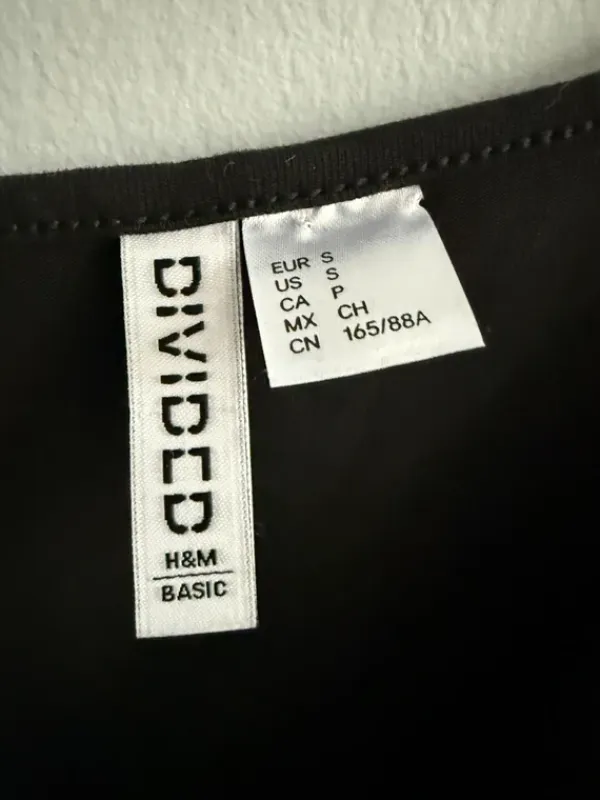 DIVIDED
H&M
BASIC
EUR S
US S
CA P
MX CH
CN 165/88A